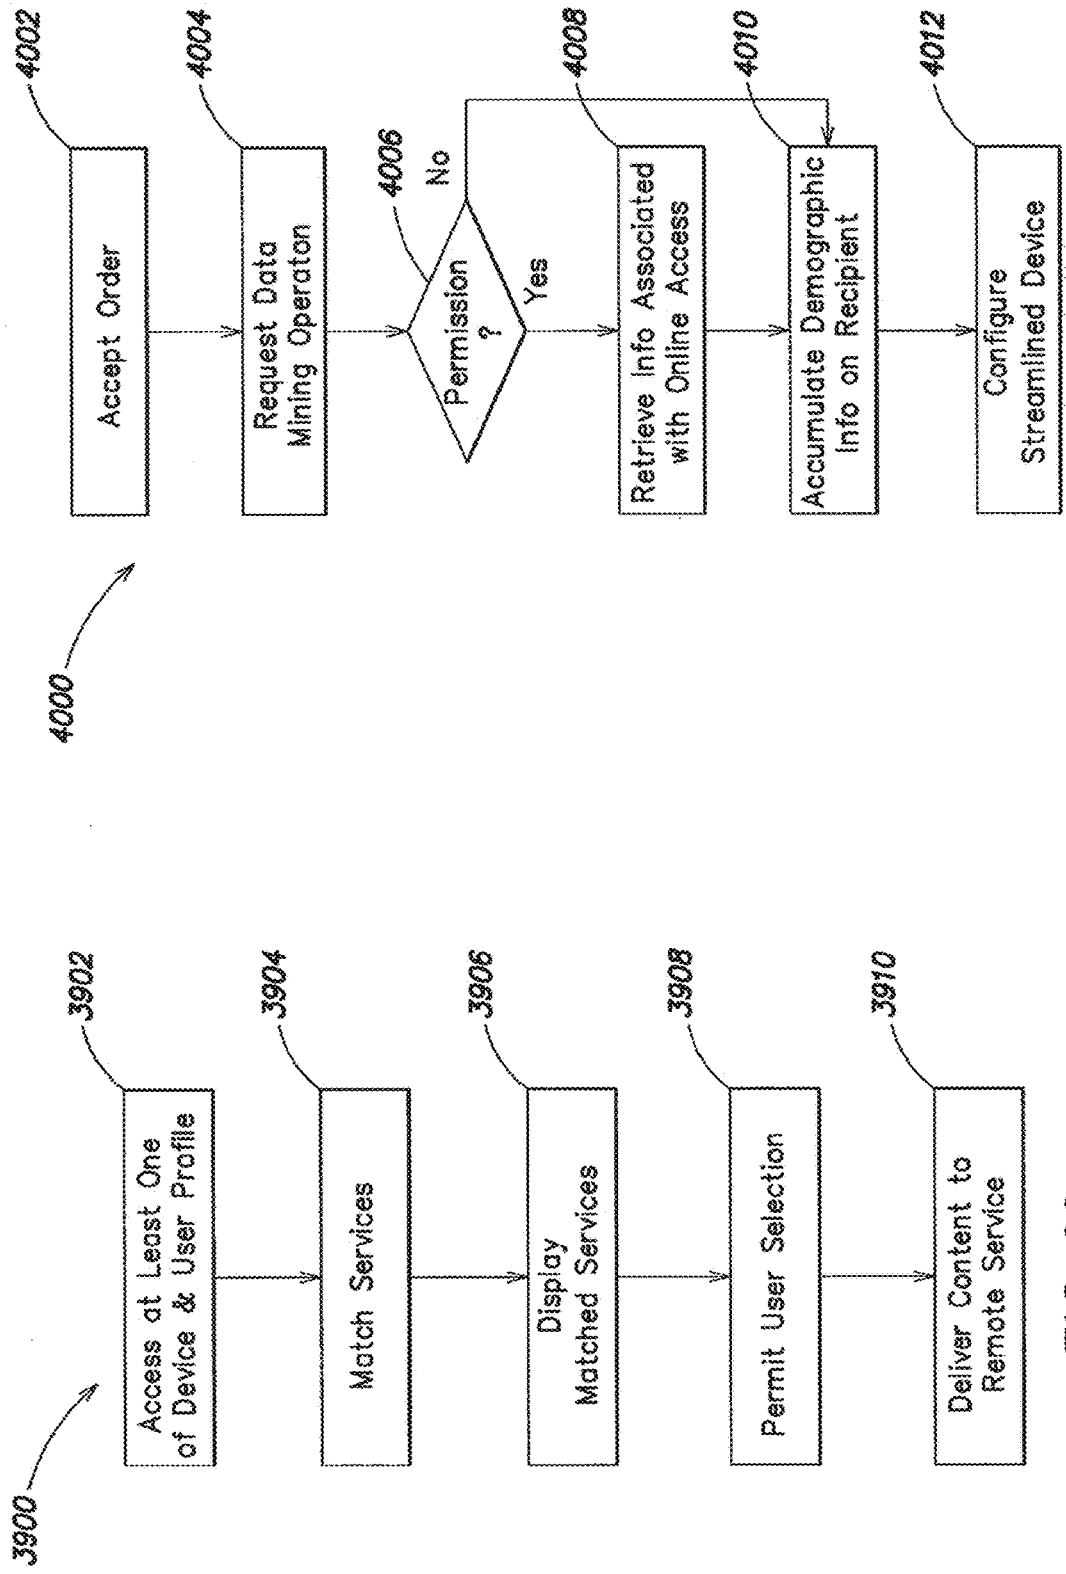 3900
3902
Access at Least One
of Device & User Profile
3904
Match Services
3906
Display
Matched Services
3908
Permit User Selection
3910
Deliver Content to
Remote Service
4000
4002
Accept Order
4004
Request Data
Mining Operaton
4006
Permission
?
No
Yes
4008
Retrieve Info Associated
with Online Access
4010
Accumulate Demographic
Info on Recipient
4012
Configure
Streamlined Device